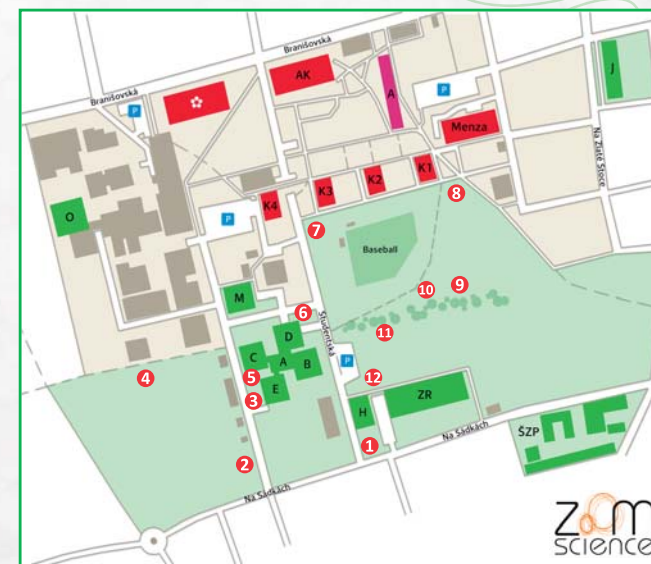 Branišovská
Branišovská
P
AK
A
P
J
Menza
Na Zlaté Stoce
K1
K2
K3
K4
8
O
P
7
Baseball
M
10
9
6
Studentská
11
D
C
A
B
P
5
E
12
4
3
H
ZR
1
Na Sádkách
ŠZP
2
Na Sádkách
ZOOM
science